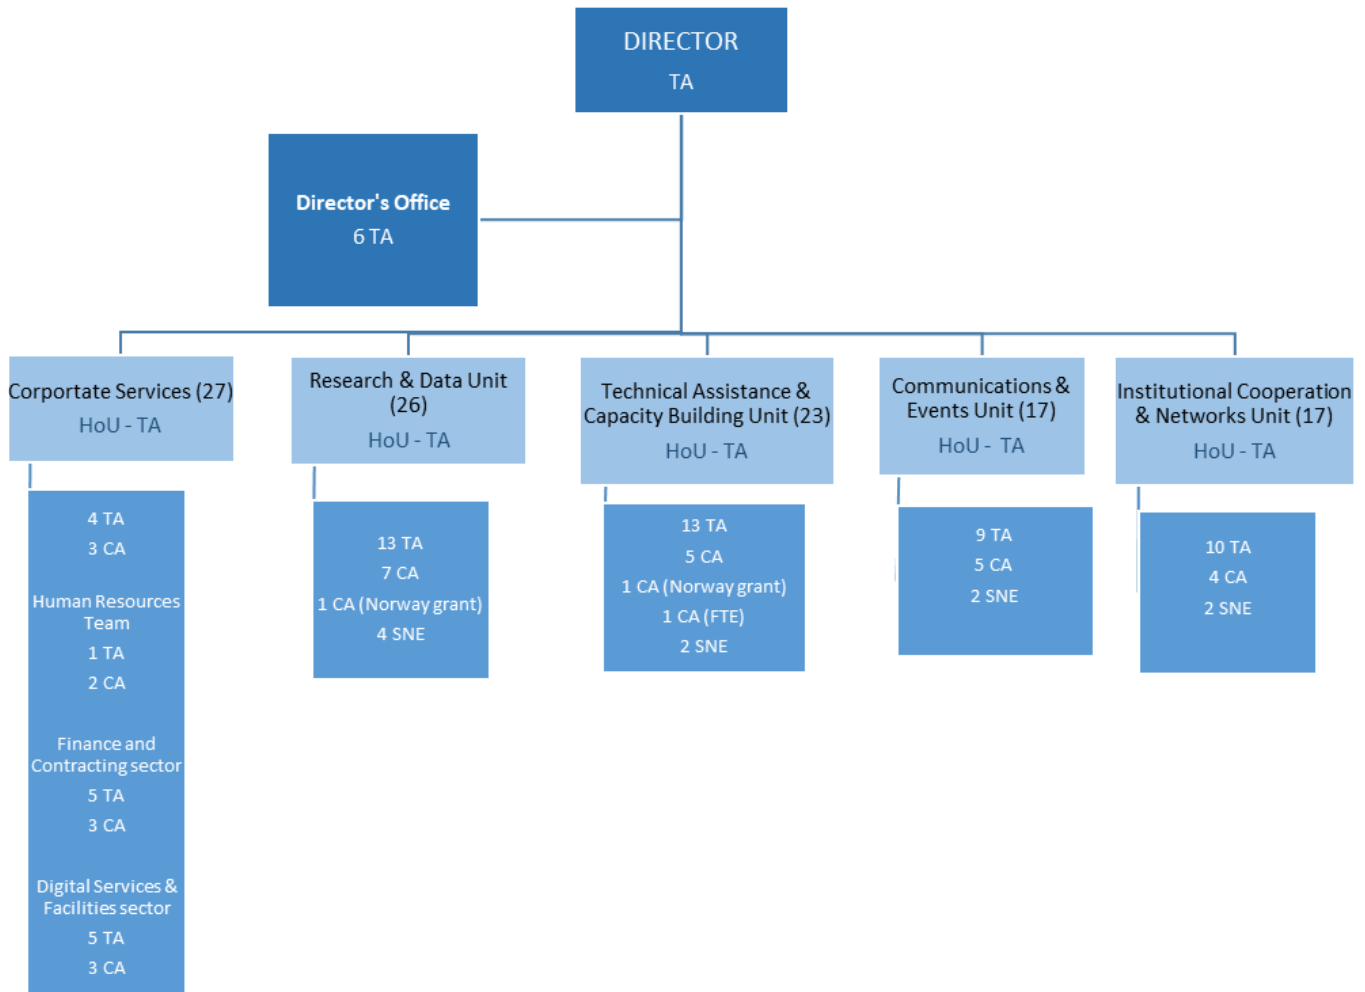 DIRECTOR
TA
Director's Office
6 TA
Corportate Services (27)
HoU - TA
Research & Data Unit
(26)
HoU - TA
Technical Assistance &
Capacity Building Unit (23)
HoU - TA
Communications &
Events Unit (17)
HoU - TA
Institutional Cooperation
& Networks Unit (17)
HoU - TA
4 TA
3 CA
Human Resources
Team
1 TA
2 CA
Finance and
Contracting sector
5 TA
3 CA
Digital Services &
Facilities sector
5 TA
3 CA
13 TA
7 CA
1 CA (Norway grant)
4 SNE
13 TA
5 CA
1 CA (Norway grant)
1 CA (FTE)
2 SNE
9 TA
5 CA
2 SNE
10 TA
4 CA
2 SNE